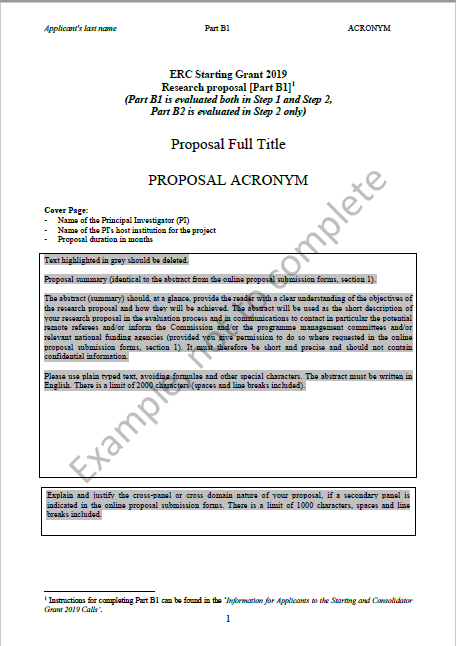 Applicant's last name Part B1 ACRONYM
ERC Starting Grant 2019
Research proposal [Part B1]1
(Part B1 is evaluated both in Step 1 and Step 2,
Part B2 is evaluated in Step 2 only)
Proposal Full Title
PROPOSAL ACRONYM
Cover Page:
- Name of the Principal Investigator (PI)
- Name of the PI's host institution for the project
- Proposal duration in months
Text highlighted in grey should be deleted.
Proposal summary (identical to the abstract from the online proposal submission forms, section 1).
The abstract (summary) should, at a glance, provide the reader with a clear understanding of the objectives
of the research proposal and how they will be achieved. The abstract will be used as the short description of
your research proposal in the evaluation process and in communications to contact in particular the potential
remote referees and/or inform the Commission and/or the programme management committees and/or
relevant national funding agencies (provided you give permission to do so where requested in the online
proposal submission forms, section 1). It must therefore be short and precise and should not contain
confidential information.
Please use plain typed text, avoiding formulae and other special characters. The abstract must be written in
English. There is a limit of 2000 characters (spaces and line breaks included).
Explain and justify the cross-panel or cross domain nature of your proposal, if a secondary panel is
indicated in the online proposal submission forms. There is a limit of 1000 characters, spaces and line
breaks included.
Example, not to complete
1 Instructions for completing Part B1 can be found in the 'Information for Applicants to the Starting and Consolidator
Grant 2019 Calls'.
1